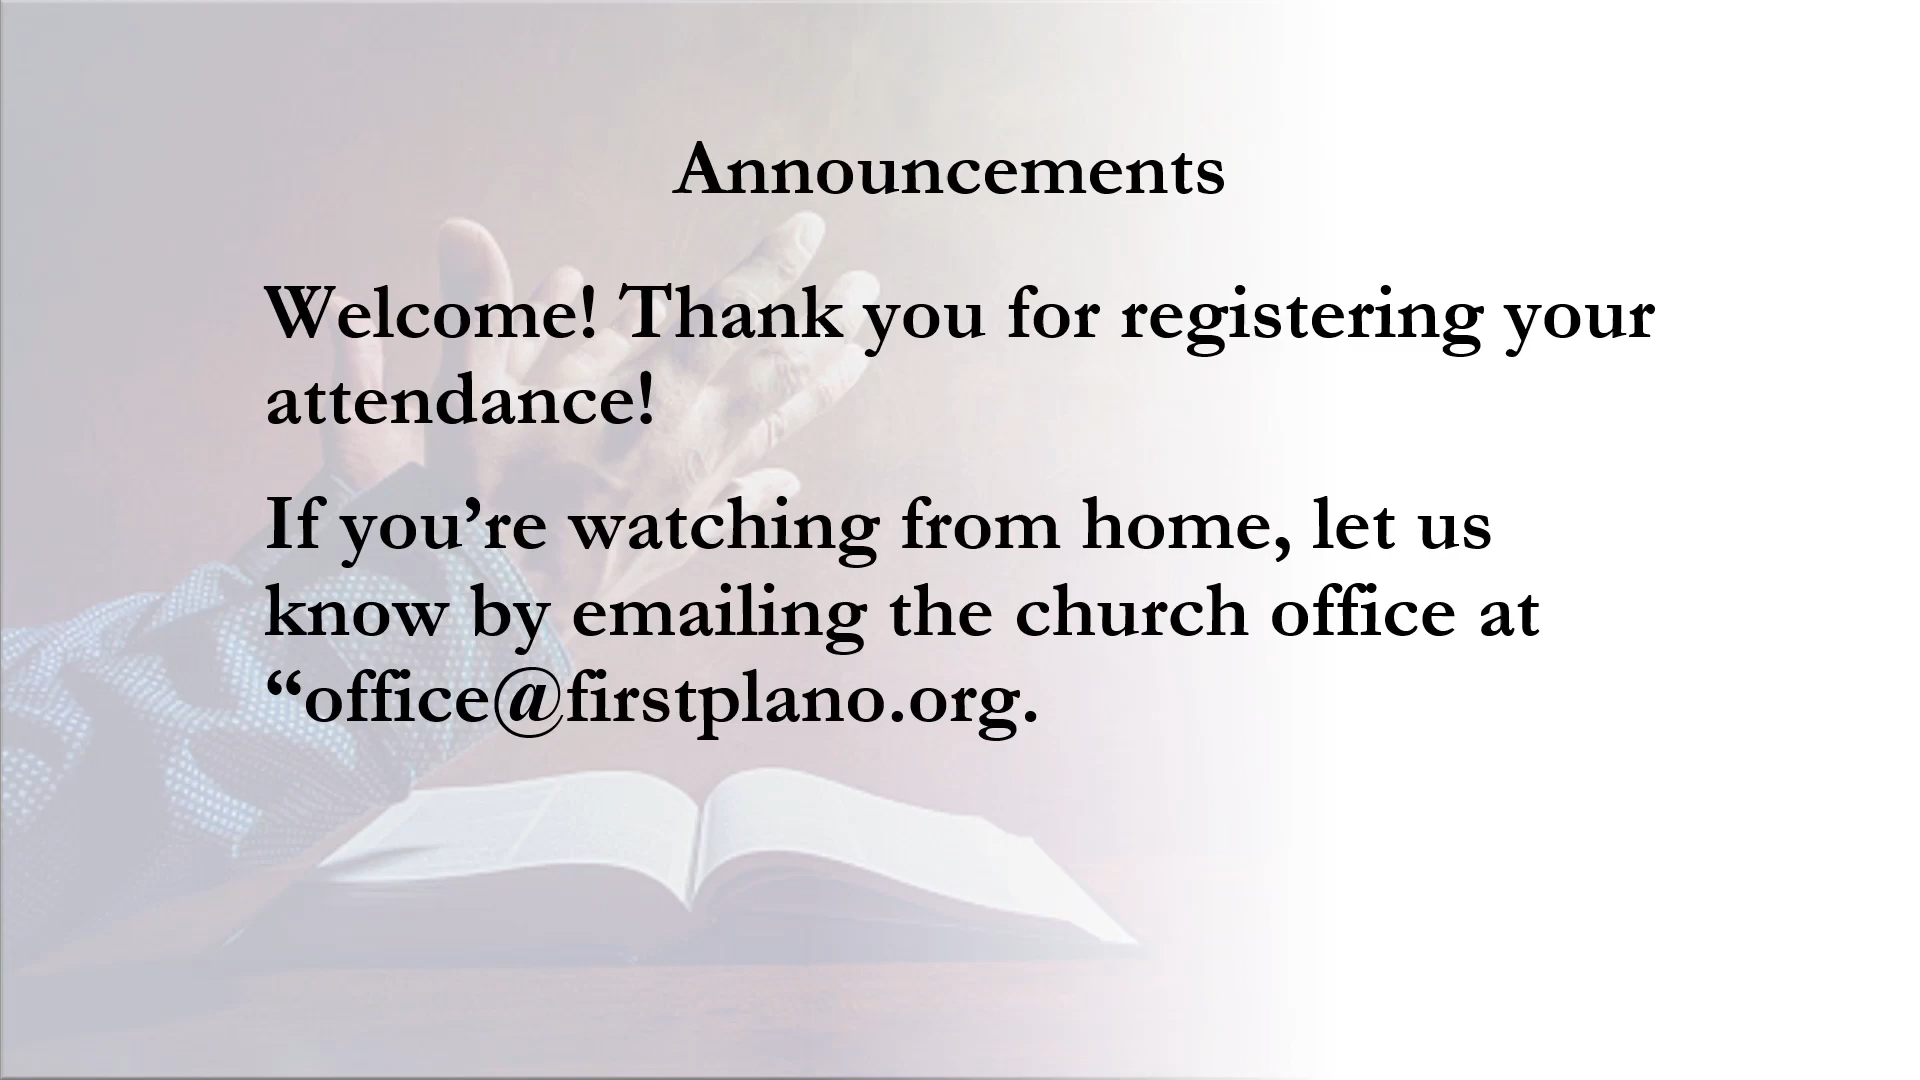 Announcements
Welcome! Thank you for registering your
attendance!
If you’re watching from home, let us
know by emailing the church office at
“office@firstplano.org.